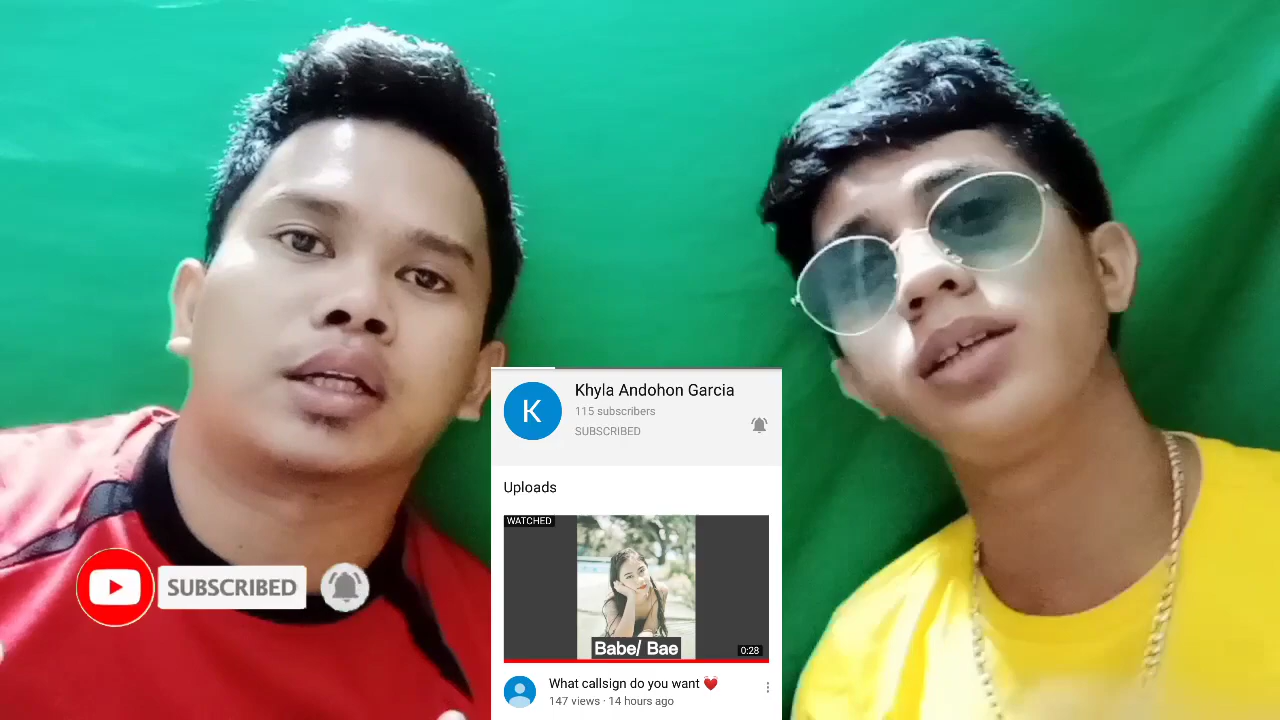 K
Khyla Andohon Garcia
115 subscribers
SUBSCRIBED
Uploads
WATCHED
Babe/ Bae
0:28
What callsign do you want ❤️
147 views · 14 hours ago
SUBSCRIBED